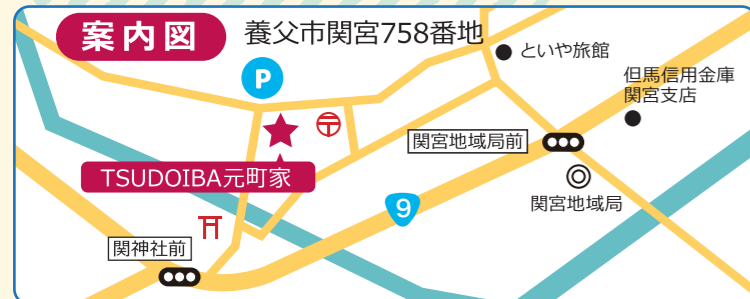 案内図
養父市関宮758番地
といや旅館
P
但馬信用金庫
関宮支店
関宮地域局前
TSUDOIBA元町家
関宮地域局
9
関神社前